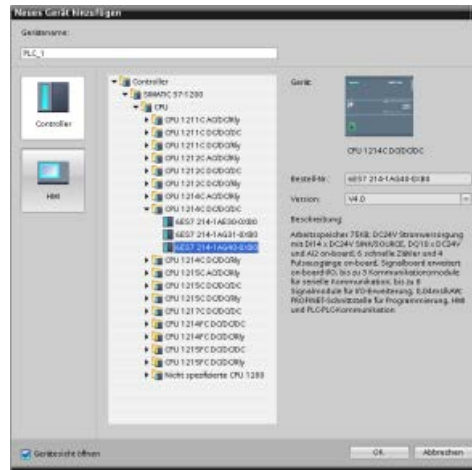 Neues Gerät hinzufügen
Gerätename:
PLC_1
Controller
HMI
Controller
SIMATIC S7-1200
CPU
CPU 1211C AC/DC/Rly
CPU 1211C DC/DC/DC
CPU 1211C DC/DC/Rly
CPU 1212C AC/DC/Rly
CPU 1212C DC/DC/DC
CPU 1212C DC/DC/Rly
CPU 1214C AC/DC/Rly
CPU 1214C DC/DC/DC
6ES7 214-1AE30-0XB0
6ES7 214-1AG31-0XB0
6ES7 214-1AG40-0XB0
CPU 1214C DC/DC/Rly
CPU 1215C AC/DC/Rly
CPU 1215C DC/DC/DC
CPU 1215C DC/DC/Rly
CPU 1217C DC/DC/DC
CPU 1214FC DC/DC/DC
CPU 1214FC DC/DC/Rly
CPU 1215FC DC/DC/DC
CPU 1215FC DC/DC/Rly
Nicht spezifizierte CPU 1200
Gerät:
CPU 1214C DC/DC/DC
Bestell-Nr.:
6ES7 214-1AG40-0XB0
Version:
V4.0
Beschreibung:
Arbeitsspeicher 75KB; DC24V Stromversorgung
mit DI14 x DC24V SINK/SOURCE, DQ10 x DC24V
und AI2 on-board; 6 schnelle Zähler und 4
Pulsausgänge on-board; Signalboard erweitert
on-board I/O; bis zu 3 Kommunikationsmodule
für serielle Kommunikation; bis zu 8
Signalmodule für I/O-Erweiterung; 0,04ms/kAW;
PROFINET-Schnittstelle für Programmierung, HMI
und PLC-PLC-Kommunikation
Gerätesicht öffnen
OK
Abbrechen